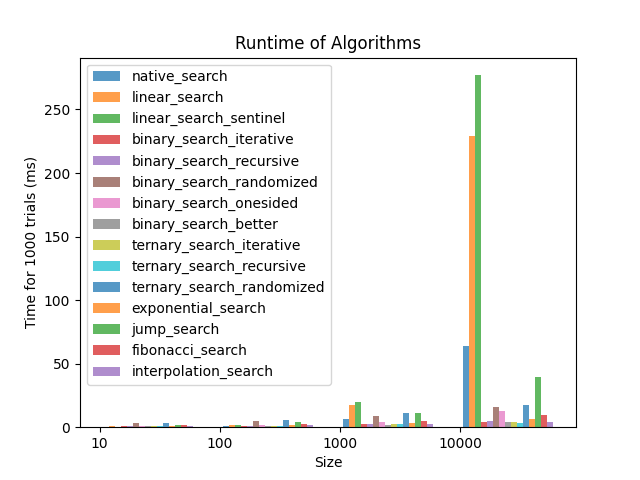 Runtime of Algorithms
native_search
linear_search
linear_search_sentinel
binary_search_iterative
binary_search_recursive
binary_search_randomized
binary_search_onesided
binary_search_better
ternary_search_iterative
ternary_search_recursive
ternary_search_randomized
exponential_search
jump_search
fibonacci_search
interpolation_search
Time for 1000 trials (ms)
250
200
150
100
50
0
10 100 1000 10000
Size